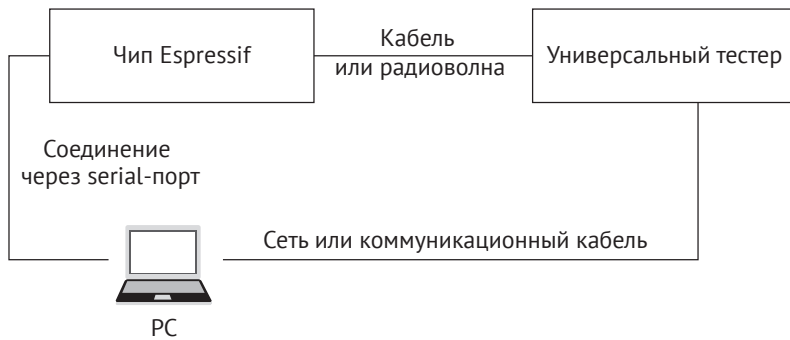 Чип Espressif
Кабель
или радиоволна
Универсальный тестер
Соединение
через serial-порт
Сеть или коммуникационный кабель
PC